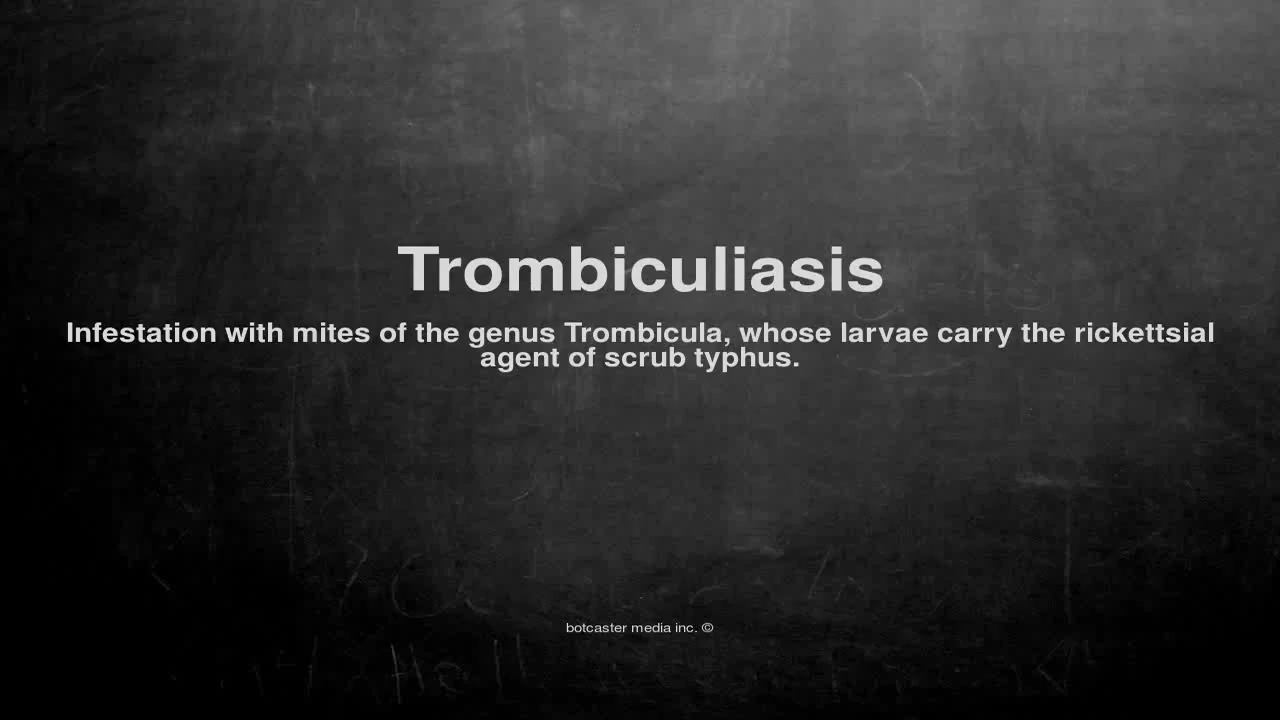 Trombiculiasis
Infestation with mites of the genus Trombicula, whose larvae carry the rickettsial
agent of scrub typhus.
botcaster media inc. ©